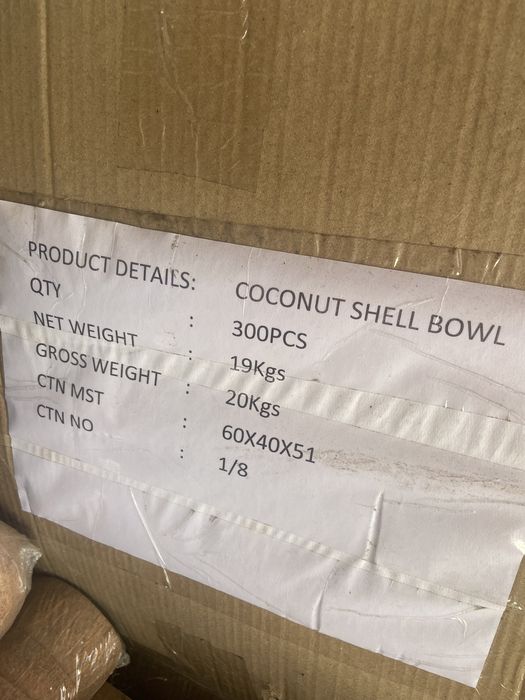 PRODUCT DETAILS: COCONUT SHELL BOWL
QTY : 300PCS
NET WEIGHT : 19Kgs
GROSS WEIGHT : 20Kgs
CTN MST : 60X40X51
CTN NO : 1/8